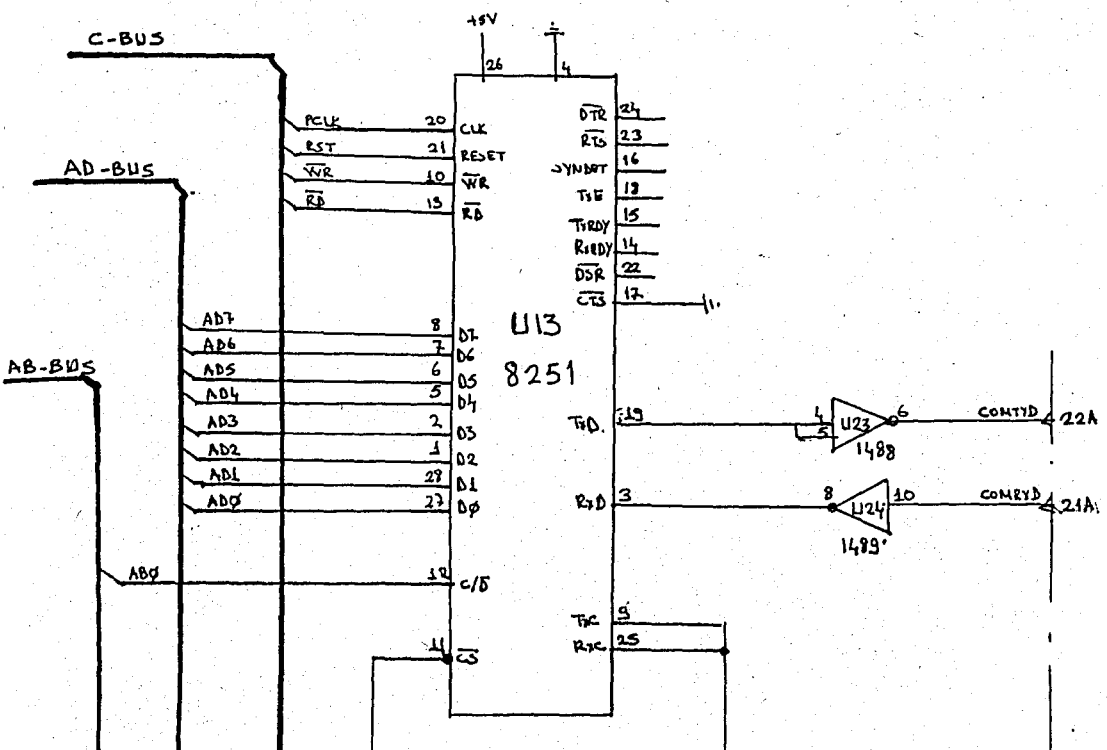 +5V
C-BUS
26
4
PCLK 20 CLK
RST 21 RESET
WR 10 WR
RD 13 RD
AD-BUS
DTR 24
RTS 23
SYNDET 16
TxE 18
TxRDY 15
RxRDY 14
DSR 22
CTS 17
U13
8251
AD7 8 D7
AD6 7 D6
AB-BUS
AD5 6 D5
AD4 5 D4
AD3 2 D3
AD2 1 D2
AD1 28 D1
ADØ 27 DØ
TxD 19
4
5
U23
6
COMTXD
22A
1488
RxD 3
8
U24
10
COMRXD
21A
1489
ABØ 12 C/D
11 CS
TxC 9
RxC 25